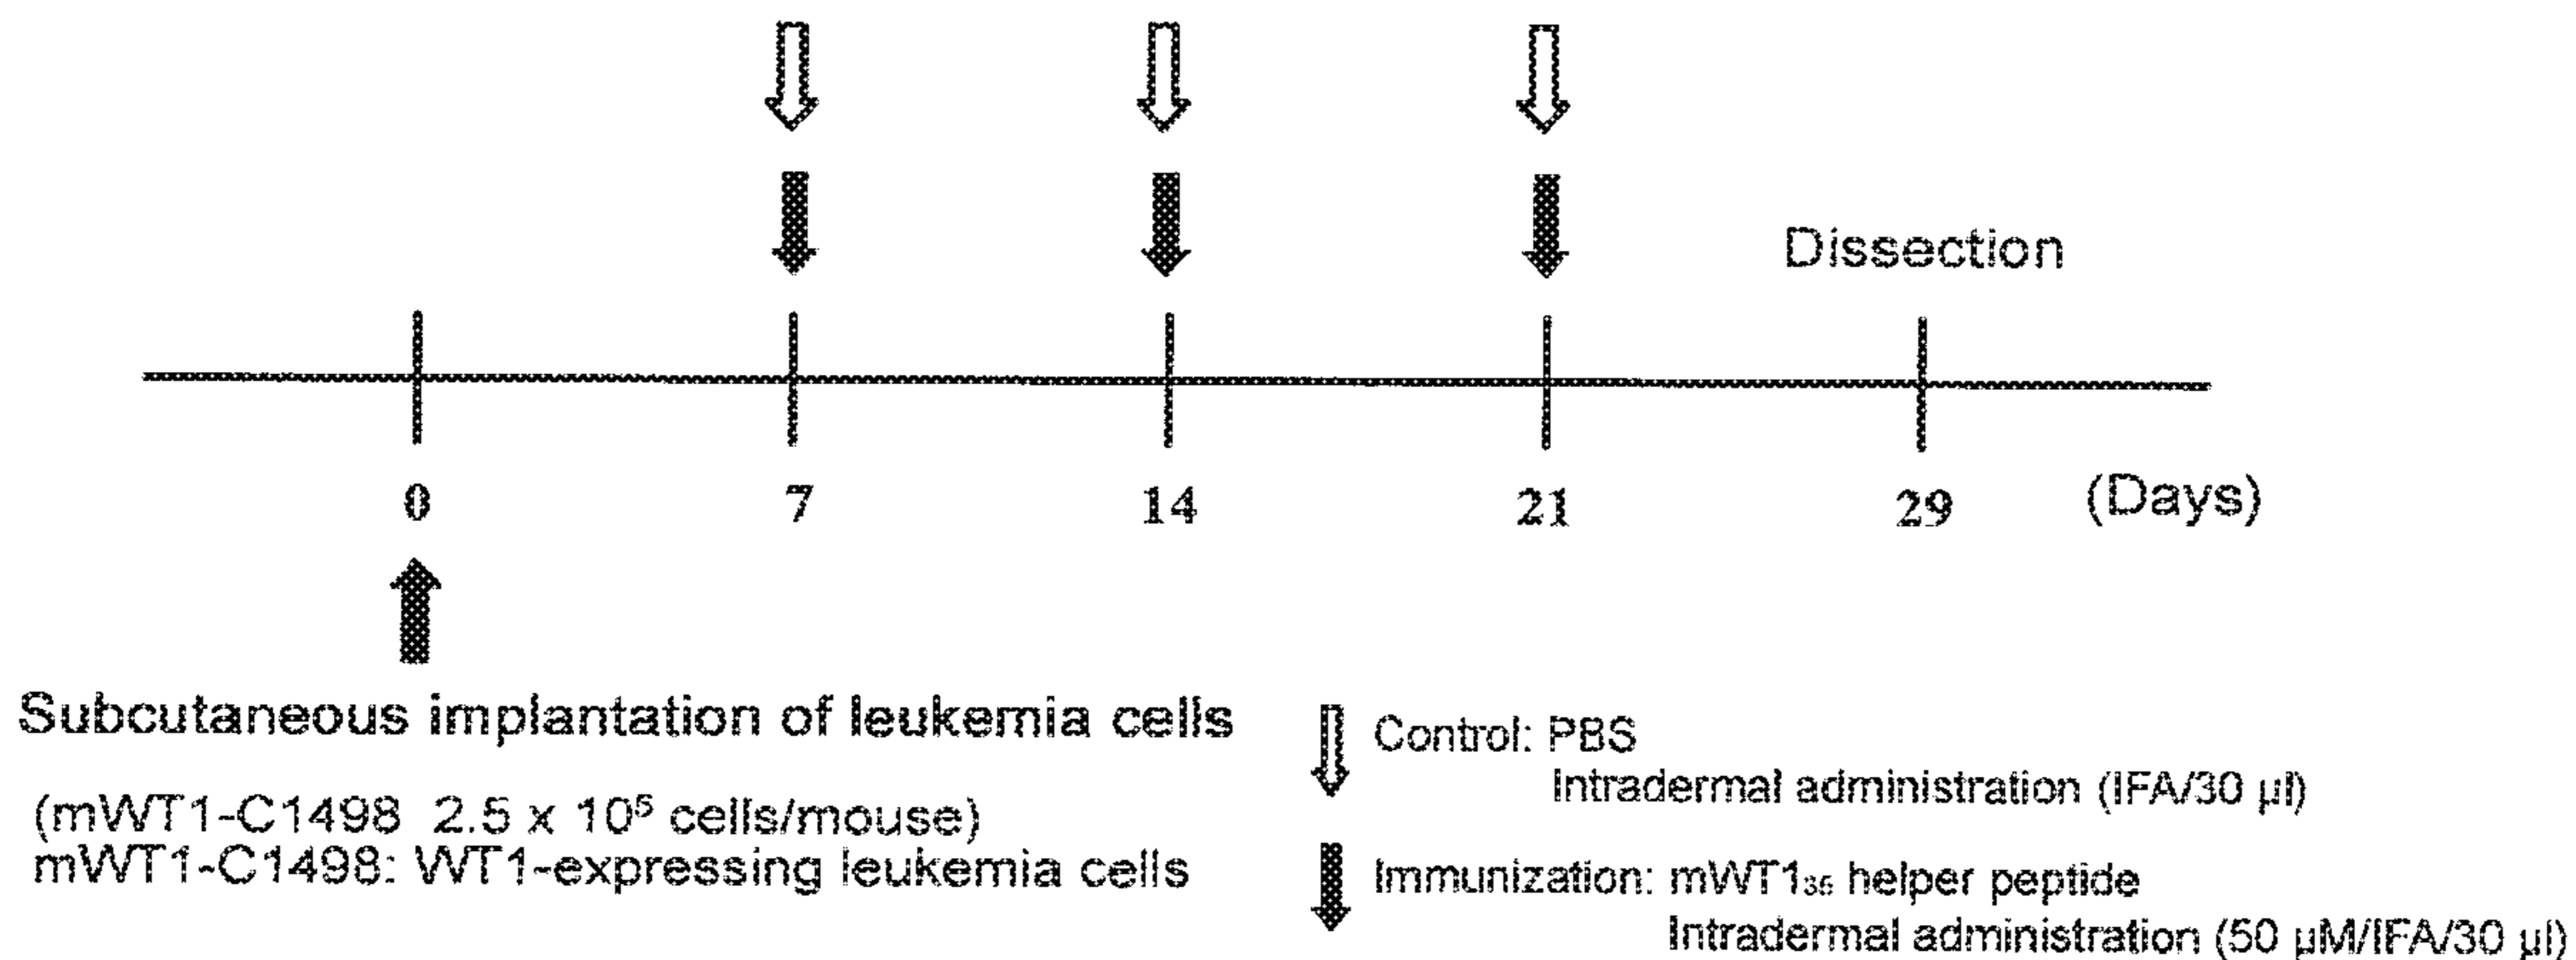 Dissection
0 7 14 21 29 (Days)
Subcutaneous implantation of leukemia cells
(mWT1-C1498 2.5 x 10⁵ cells/mouse)
mWT1-C1498: WT1-expressing leukemia cells
Control: PBS
Intradermal administration (IFA/30 µl)
Immunization: mWT1₃₅ helper peptide
Intradermal administration (50 µM/IFA/30 µl)